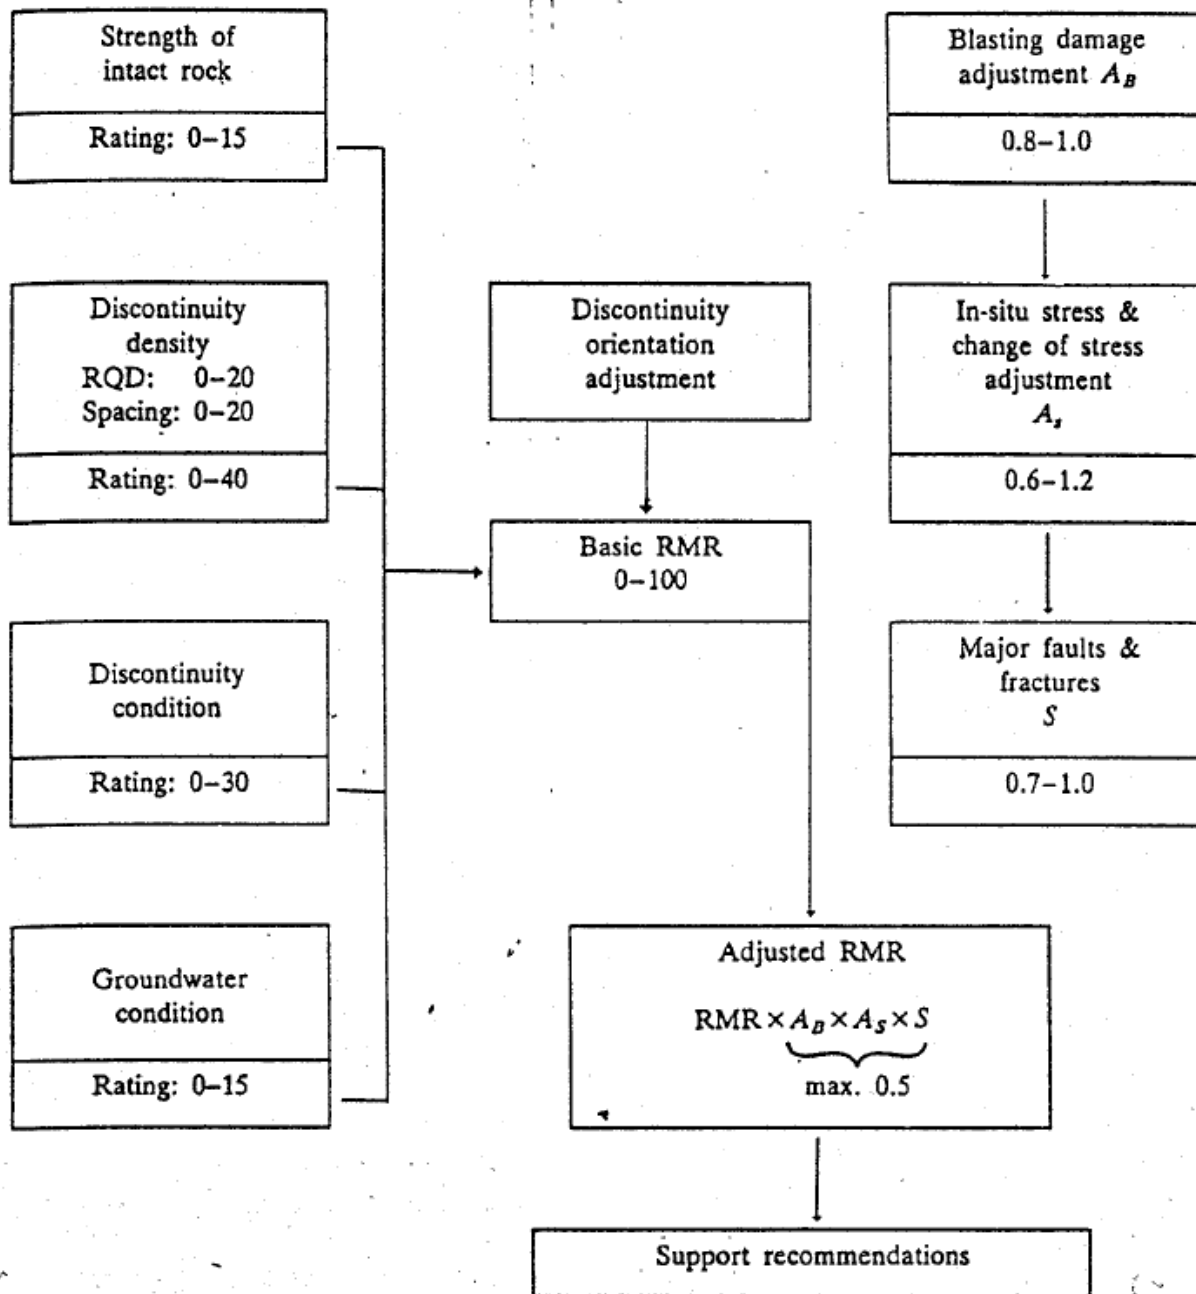 Strength of
intact rock
Rating: 0–15
Discontinuity
density
RQD: 0–20
Spacing: 0–20
Rating: 0–40
Discontinuity
condition
Rating: 0–30
Groundwater
condition
Rating: 0–15
Discontinuity
orientation
adjustment
Basic RMR
0–100
Blasting damage
adjustment A_B
0.8–1.0
In-situ stress &
change of stress
adjustment
A_s
0.6–1.2
Major faults &
fractures
S
0.7–1.0
Adjusted RMR
RMR × A_B × A_S × S
max. 0.5
Support recommendations